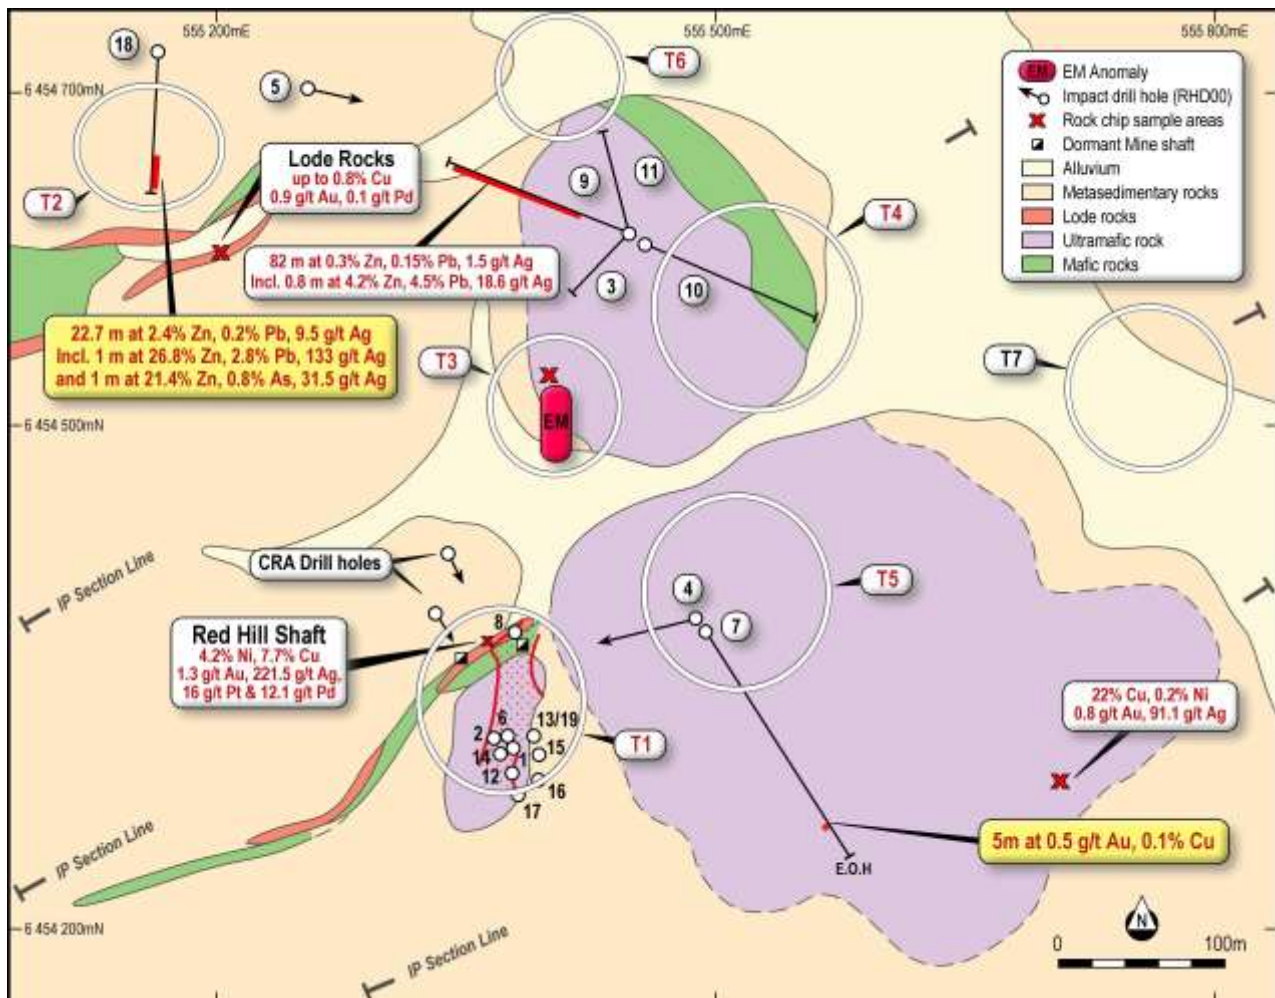 555 200mE
555 500mE
555 800mE
18
T6
5
6 454 700mN
EM EM Anomaly
Impact drill hole (RHD00)
Rock chip sample areas
Dormant Mine shaft
Alluvium
Metasedimentary rocks
Lode rocks
Ultramafic rock
Mafic rocks
Lode Rocks
up to 0.8% Cu
0.9 g/t Au, 0.1 g/t Pd
T2
9
11
T4
82 m at 0.3% Zn, 0.15% Pb, 1.5 g/t Ag
Incl. 0.8 m at 4.2% Zn, 4.5% Pb, 18.6 g/t Ag
3
10
22.7 m at 2.4% Zn, 0.2% Pb, 9.5 g/t Ag
Incl. 1 m at 26.8% Zn, 2.8% Pb, 133 g/t Ag
and 1 m at 21.4% Zn, 0.8% As, 31.5 g/t Ag
T3
T7
EM
6 454 500mN
IP Section Line
CRA Drill holes
T5
4
7
8
Red Hill Shaft
4.2% Ni, 7.7% Cu
1.3 g/t Au, 221.5 g/t Ag,
16 g/t Pt & 12.1 g/t Pd
22% Cu, 0.2% Ni
0.8 g/t Au, 91.1 g/t Ag
6
13/19
2
T1
14
1
15
12
16
17
5m at 0.5 g/t Au, 0.1% Cu
E.O.H
IP Section Line
6 454 200mN
IP Section Line
N
0
100m